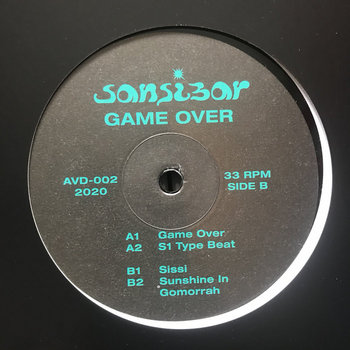 sansibar
GAME OVER
AVD-002
2020
33 RPM
SIDE B
A1 Game Over
A2 S1 Type Beat
B1 Sissi
B2 Sunshine In
Gomorrah